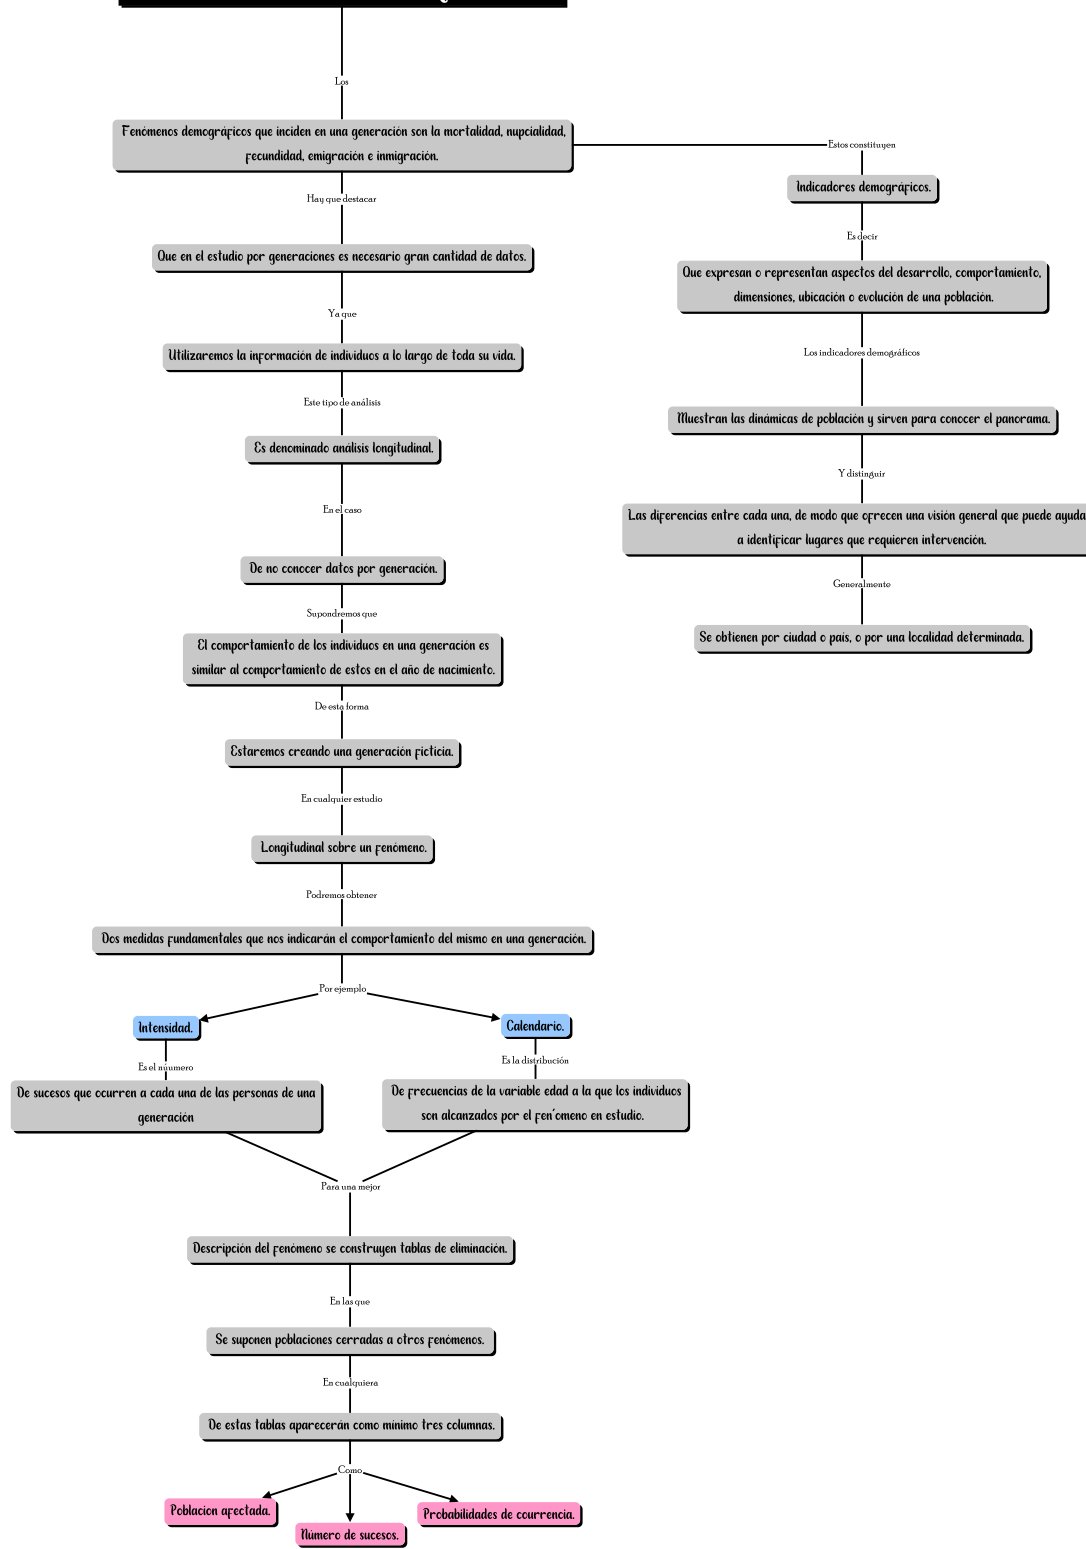 Los
Fenómenos demográficos que inciden en una generación son la mortalidad, nupcialidad,
fecundidad, emigración e inmigración.
Hay que destacar
Que en el estudio por generaciones es necesario gran cantidad de datos.
Ya que
Utilizaremos la información de individuos a lo largo de toda su vida.
Este tipo de análisis
Es denominado análisis longitudinal.
En el caso
De no conocer datos por generación.
Supondremos que
El comportamiento de los individuos en una generación es
similar al comportamiento de estos en el año de nacimiento.
De esta forma
Estaremos creando una generación ficticia.
En cualquier estudio
Longitudinal sobre un fenómeno.
Podremos obtener
Dos medidas fundamentales que nos indicarán el comportamiento del mismo en una generación.
Por ejemplo
Intensidad.
Es el núumero
De sucesos que ocurren a cada una de las personas de una
generación
Calendario.
Es la distribución
De frecuencias de la variable edad a la que los individuos
son alcanzados por el fen´omeno en estudio.
Para una mejor
Descripción del fenómeno se construyen tablas de eliminación.
En las que
Se suponen poblaciones cerradas a otros fenómenos.
En cualquiera
De estas tablas aparecerán como mínimo tres columnas.
Como
Poblacion afectada.
Número de sucesos.
Probabilidades de courrencia.
Estos constituyen
Indicadores demográficos.
Es decir
Que expresan o representan aspectos del desarrollo, comportamiento,
dimensiones, ubicación o evolución de una población.
Los indicadores demográficos
Muestran las dinámicas de población y sirven para conocer el panorama.
Y distinguir
Las diferencias entre cada una, de modo que ofrecen una visión general que puede ayuda
a identificar lugares que requieren intervención.
Generalmente
Se obtienen por ciudad o país, o por una localidad determinada.